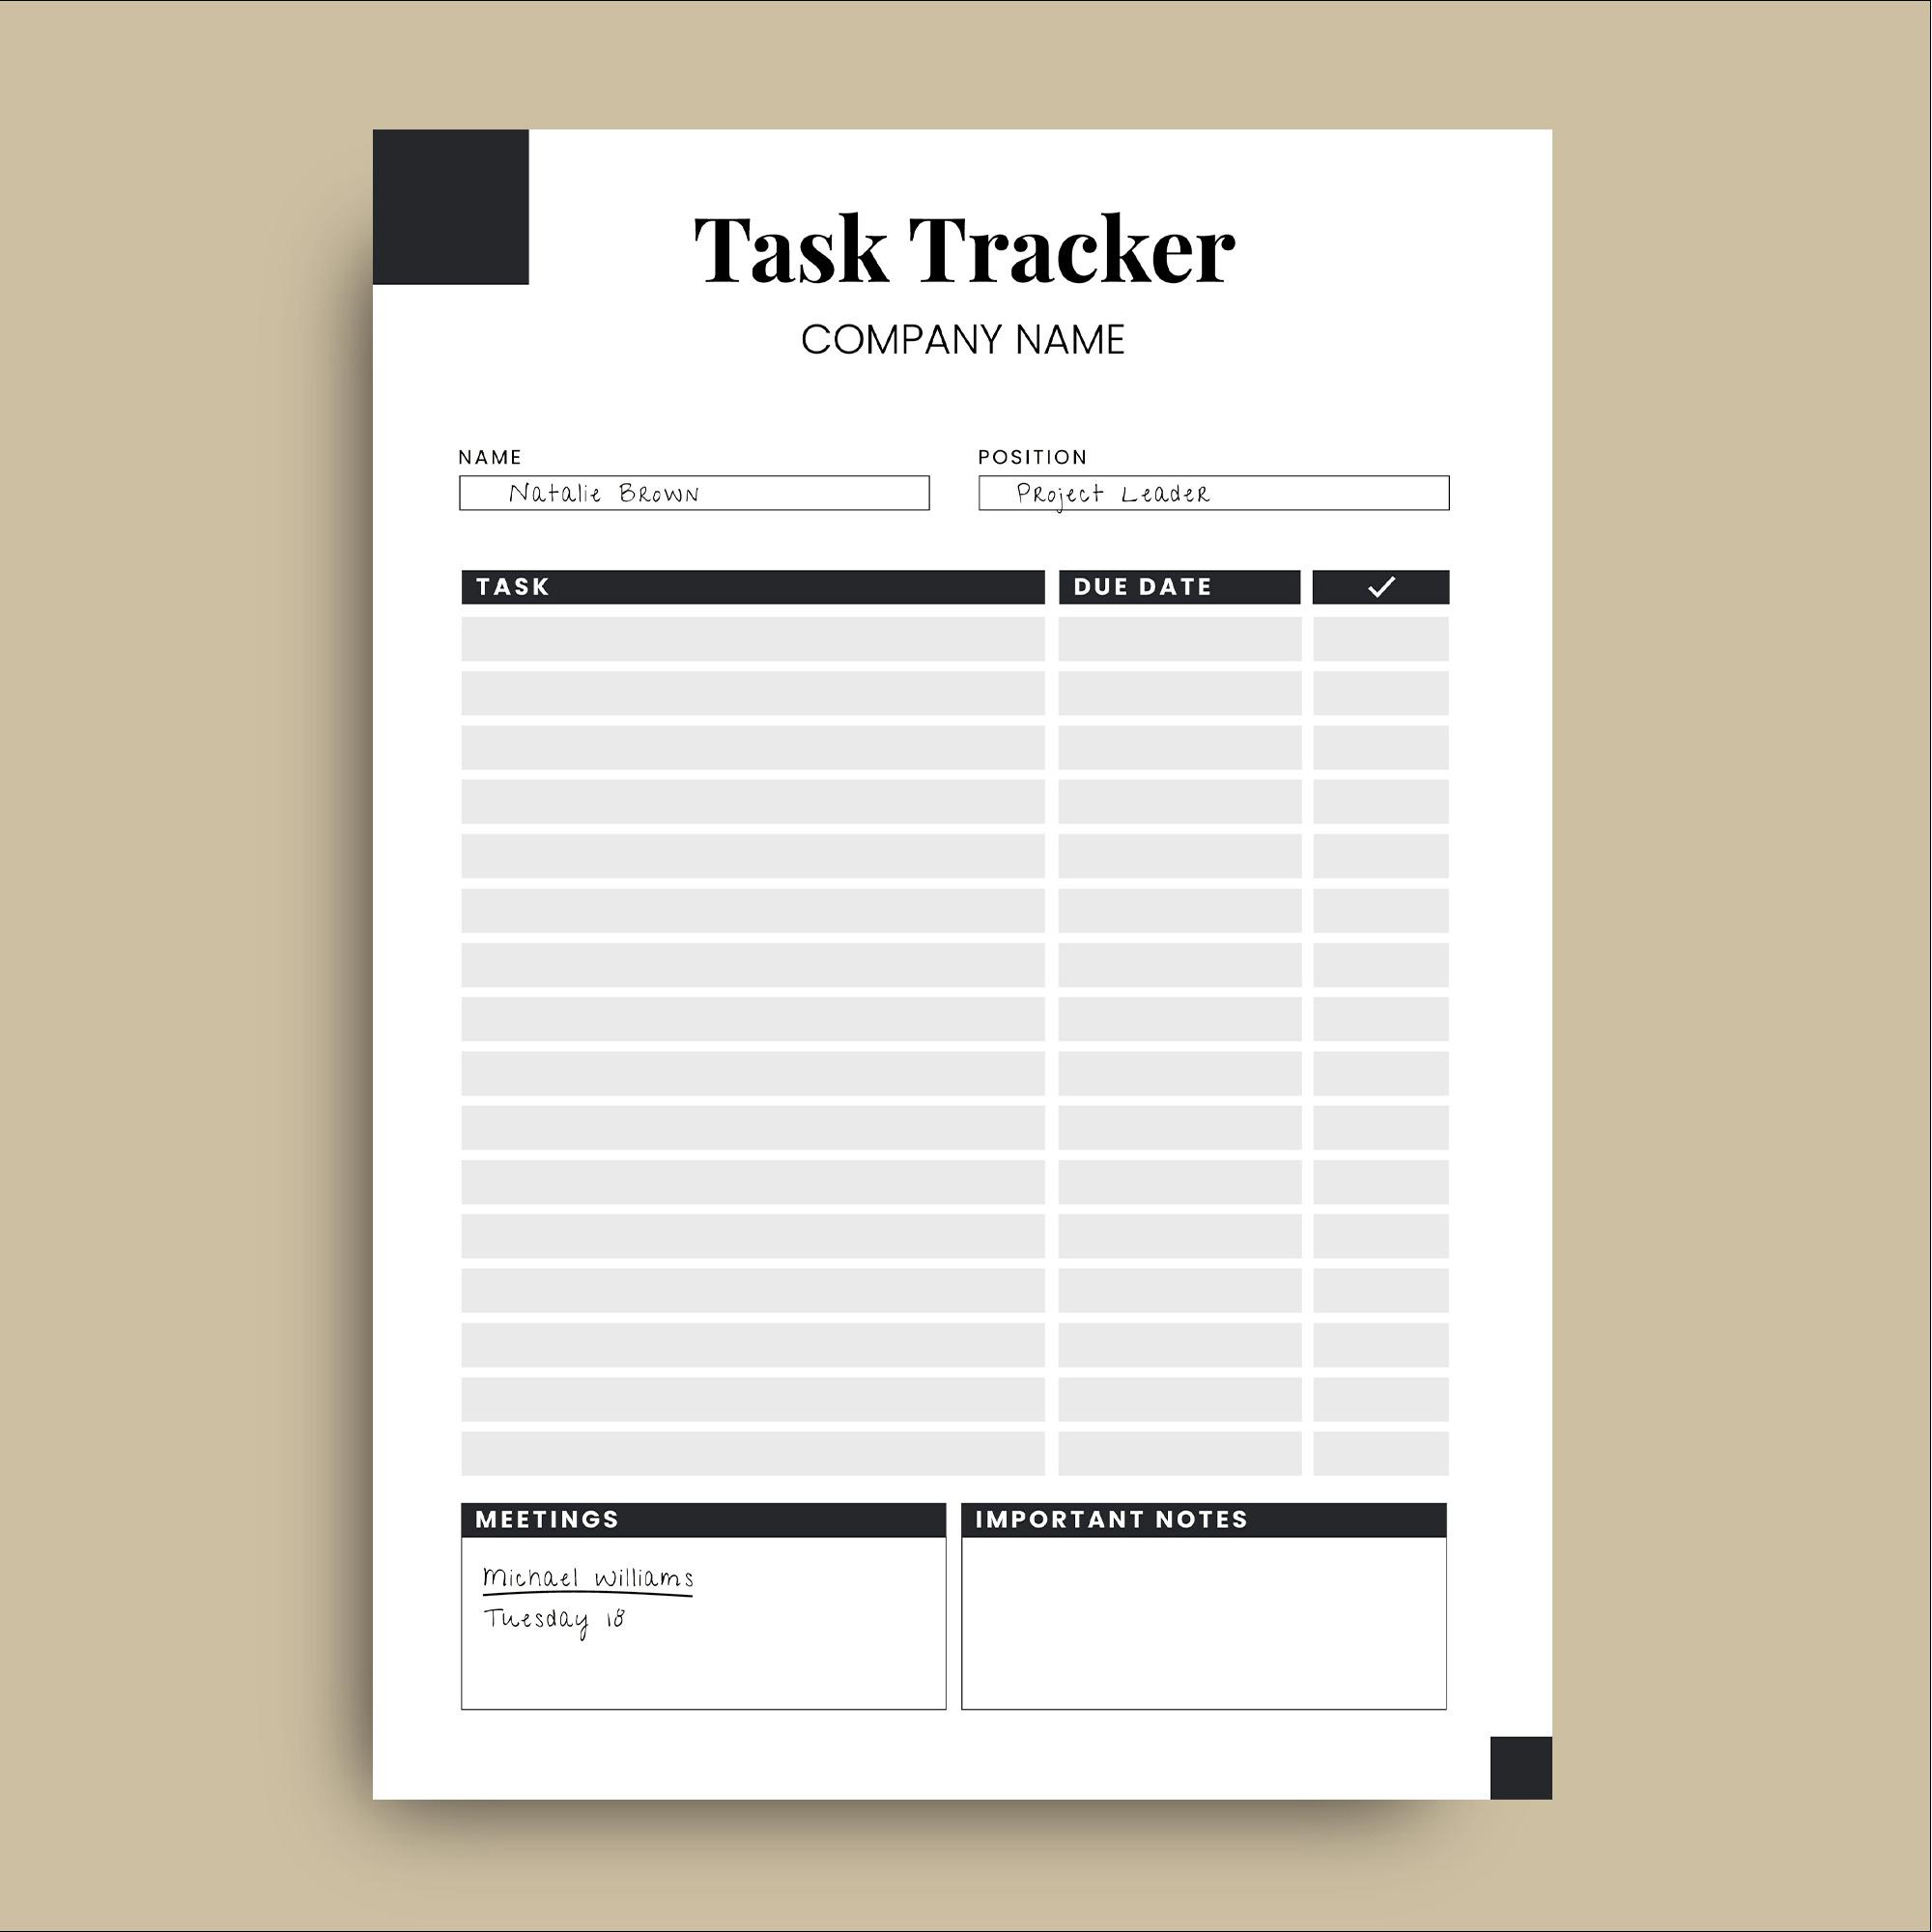 Task Tracker
COMPANY NAME
NAME
POSITION
Natalie Brown
Project Leader
TASK
DUE DATE
✓
MEETINGS
IMPORTANT NOTES
Michael Williams
Tuesday 18